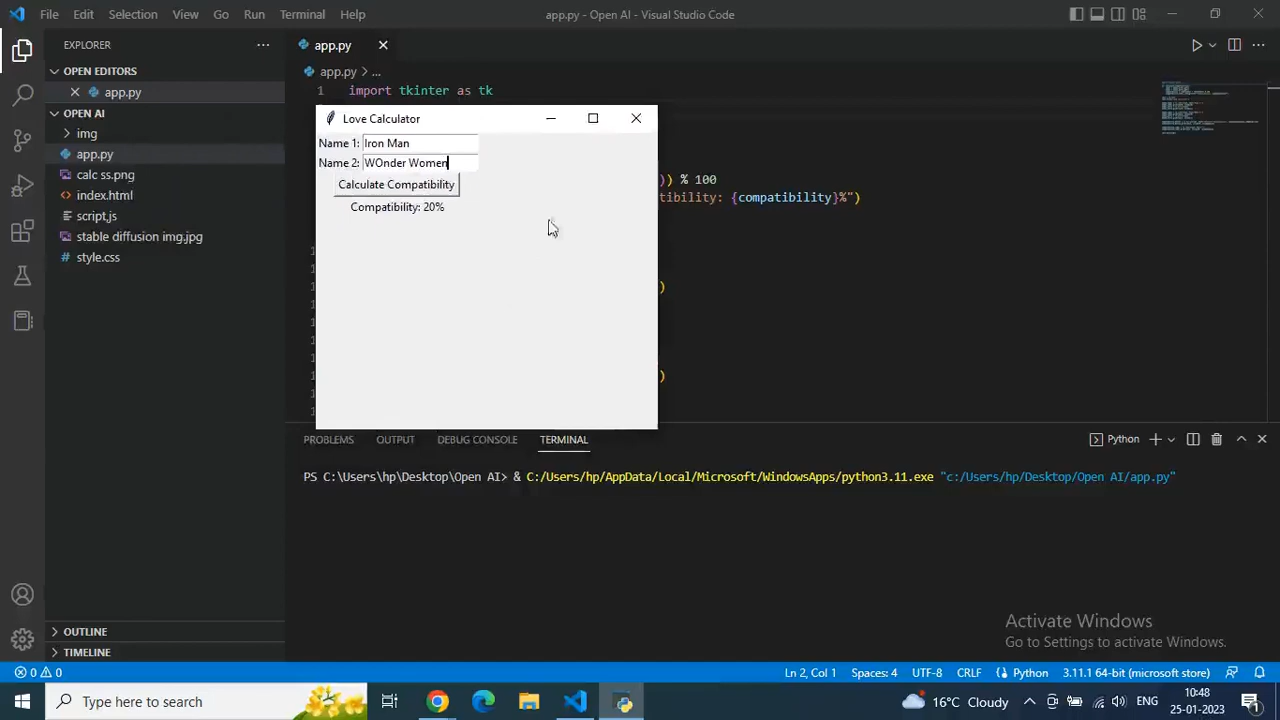 File Edit Selection View Go Run Terminal Help
app.py - Open AI - Visual Studio Code
EXPLORER
OPEN EDITORS
app.py
OPEN AI
img
app.py
calc ss.png
index.html
script.js
stable diffusion img.jpg
style.css
OUTLINE
TIMELINE
app.py
app.py > ...
1 import tkinter as tk
Love Calculator
Name 1: Iron Man
Name 2: WOnder Women
Calculate Compatibility
Compatibility: 20%
)) % 100
tibility: {compatibility}%")
)
)
PROBLEMS OUTPUT DEBUG CONSOLE TERMINAL
Python
PS C:\Users\hp\Desktop\Open AI> & C:/Users/hp/AppData/Local/Microsoft/WindowsApps/python3.11.exe "c:/Users/hp/Desktop/Open AI/app.py"
Activate Windows
Go to Settings to activate Windows.
0 0 Ln 2, Col 1 Spaces: 4 UTF-8 CRLF Python 3.11.1 64-bit (microsoft store)
Type here to search
16°C Cloudy
ENG
10:48
25-01-2023
1